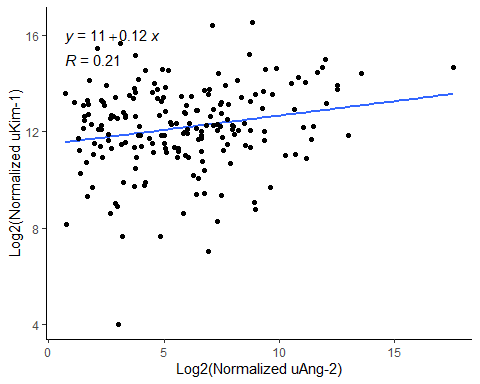 y = 11+0.12 x
R = 0.21
16
12
8
4
Log2(Normalized uKim-1)
0
5
10
15
Log2(Normalized uAng-2)